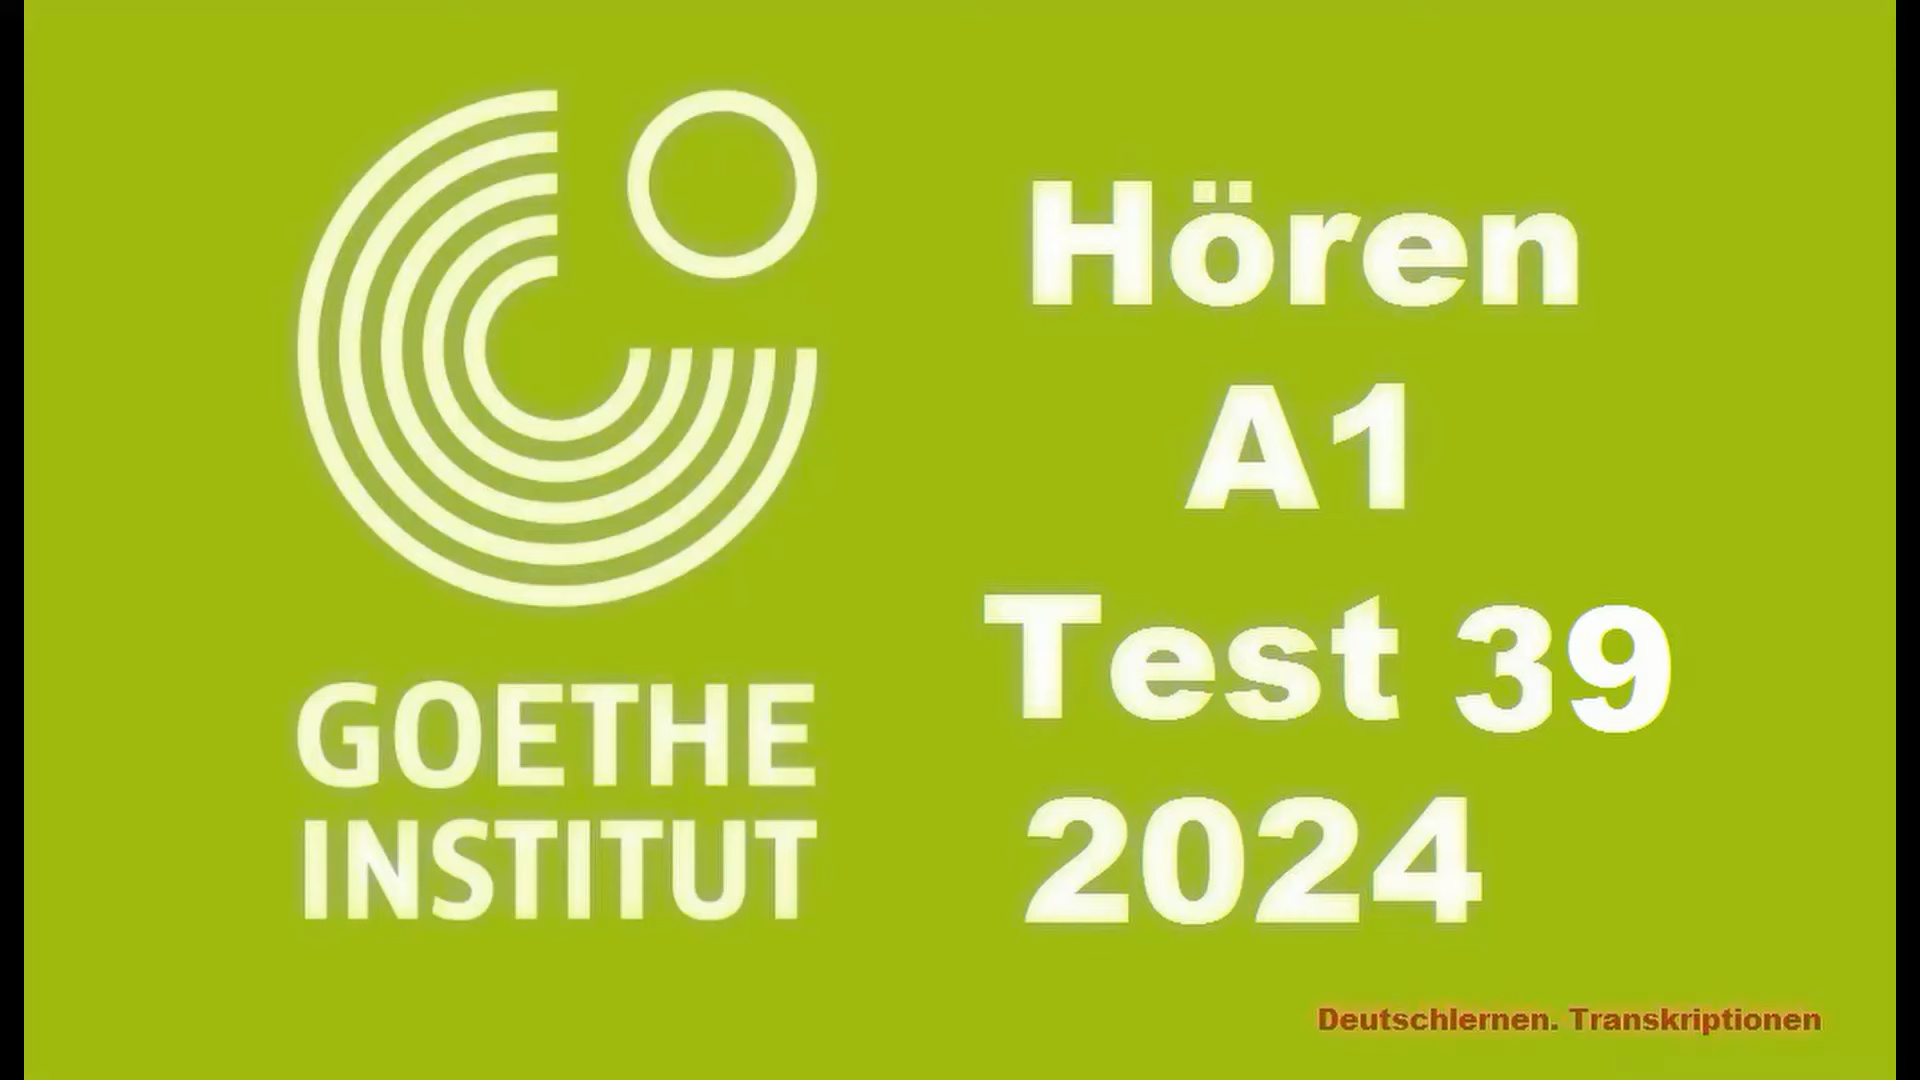 GOETHE
INSTITUT
Hören
A1
Test 39
2024
Deutschlernen. Transkriptionen